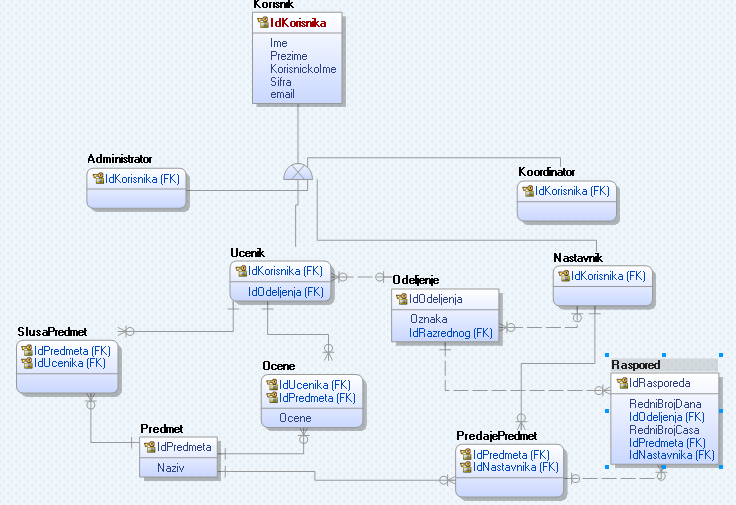 Korisnik
IdKorisnika
Ime
Prezime
KorisnickoIme
Sifra
email
Administrator
IdKorisnika (FK)
Koordinator
IdKorisnika (FK)
Ucenik
IdKorisnika (FK)
IdOdeljenja (FK)
Odeljenje
IdOdeljenja
Oznaka
IdRazrednog (FK)
Nastavnik
IdKorisnika (FK)
SlusaPredmet
IdPredmeta (FK)
IdUcenika (FK)
Ocene
IdUcenika (FK)
IdPredmeta (FK)
Ocene
Raspored
IdRasporeda
RedniBrojDana
IdOdeljenja (FK)
RedniBrojCasa
IdPredmeta (FK)
IdNastavnika (FK)
Predmet
IdPredmeta
Naziv
PredajePredmet
IdPredmeta (FK)
IdNastavnika (FK)